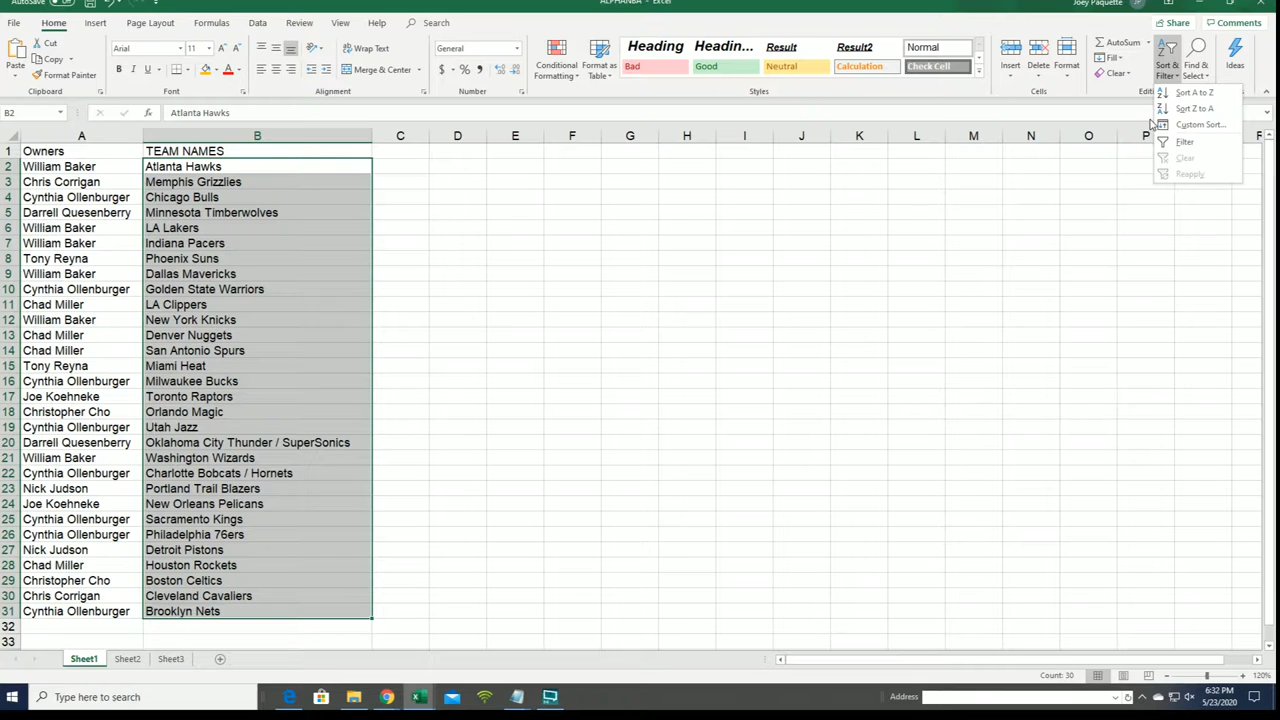 AutoSave Off ALPHANBA - Excel Joey Paquette JP
File Home Insert Page Layout Formulas Data Review View Help Search Share Comments
Paste Cut Copy Format Painter Clipboard
Arial 11 A A B I U A Font
Wrap Text Merge & Center Alignment
General $ % , Number
Conditional Formatting Format as Table
Heading Headin... Result Result2 Normal
Bad Good Neutral Calculation Check Cell
Styles
Insert Delete Format Cells
AutoSum Fill Clear Sort & Filter Find & Select Ideas
Sort A to Z
Sort Z to A
Custom Sort...
Filter
Clear
Reapply
B2 fx Atlanta Hawks
A B C D E F G H I J K L M N O P R
1 Owners TEAM NAMES
2 William Baker Atlanta Hawks
3 Chris Corrigan Memphis Grizzlies
4 Cynthia Ollenburger Chicago Bulls
5 Darrell Quesenberry Minnesota Timberwolves
6 William Baker LA Lakers
7 William Baker Indiana Pacers
8 Tony Reyna Phoenix Suns
9 William Baker Dallas Mavericks
10 Cynthia Ollenburger Golden State Warriors
11 Chad Miller LA Clippers
12 William Baker New York Knicks
13 Chad Miller Denver Nuggets
14 Chad Miller San Antonio Spurs
15 Tony Reyna Miami Heat
16 Cynthia Ollenburger Milwaukee Bucks
17 Joe Koehneke Toronto Raptors
18 Christopher Cho Orlando Magic
19 Cynthia Ollenburger Utah Jazz
20 Darrell Quesenberry Oklahoma City Thunder / SuperSonics
21 William Baker Washington Wizards
22 Cynthia Ollenburger Charlotte Bobcats / Hornets
23 Nick Judson Portland Trail Blazers
24 Joe Koehneke New Orleans Pelicans
25 Cynthia Ollenburger Sacramento Kings
26 Cynthia Ollenburger Philadelphia 76ers
27 Nick Judson Detroit Pistons
28 Chad Miller Houston Rockets
29 Christopher Cho Boston Celtics
30 Chris Corrigan Cleveland Cavaliers
31 Cynthia Ollenburger Brooklyn Nets
32
33
Sheet1 Sheet2 Sheet3
Count: 30 120%
Type here to search Address 6:32 PM
5/23/2020